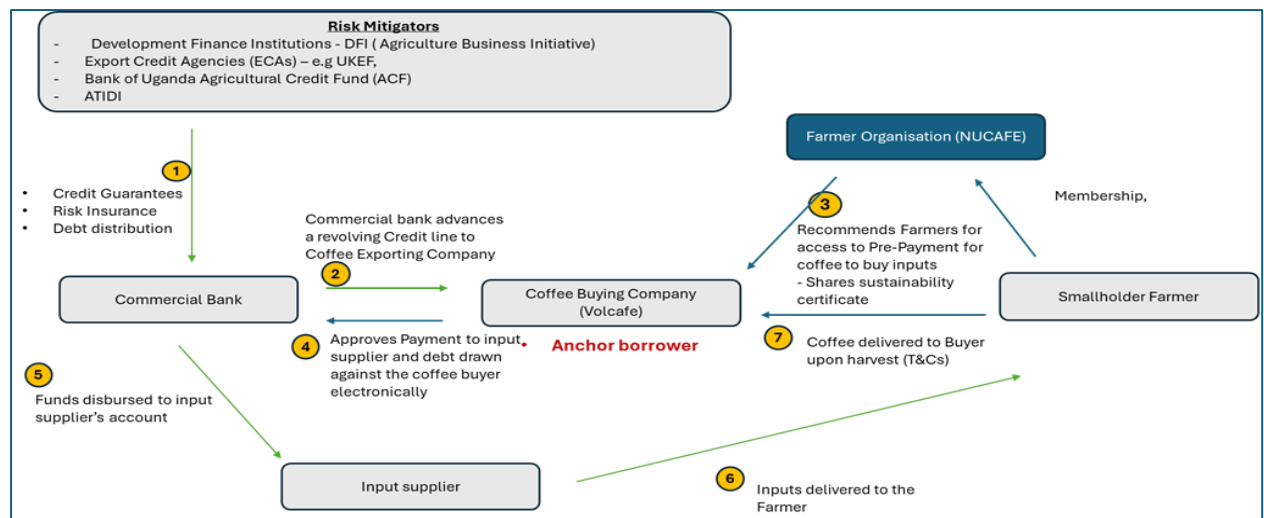 Risk Mitigators
- Development Finance Institutions - DFI ( Agriculture Business Initiative)
- Export Credit Agencies (ECAs) – e.g UKEF,
- Bank of Uganda Agricultural Credit Fund (ACF)
- ATIDI
Farmer Organisation (NUCAFE)
1
• Credit Guarantees
• Risk Insurance
• Debt distribution
Commercial bank advances
a revolving Credit line to
Coffee Exporting Company
2
3
Recommends Farmers for
access to Pre-Payment for
coffee to buy inputs
- Shares sustainability
certificate
Membership,
Commercial Bank
Coffee Buying Company
(Volcafe)
Smallholder Farmer
4
Approves Payment to input
supplier and debt drawn
against the coffee buyer
electronically
• Anchor borrower
7
Coffee delivered to Buyer
upon harvest (T&Cs)
5
Funds disbursed to input
supplier’s account
Input supplier
6
Inputs delivered to the
Farmer